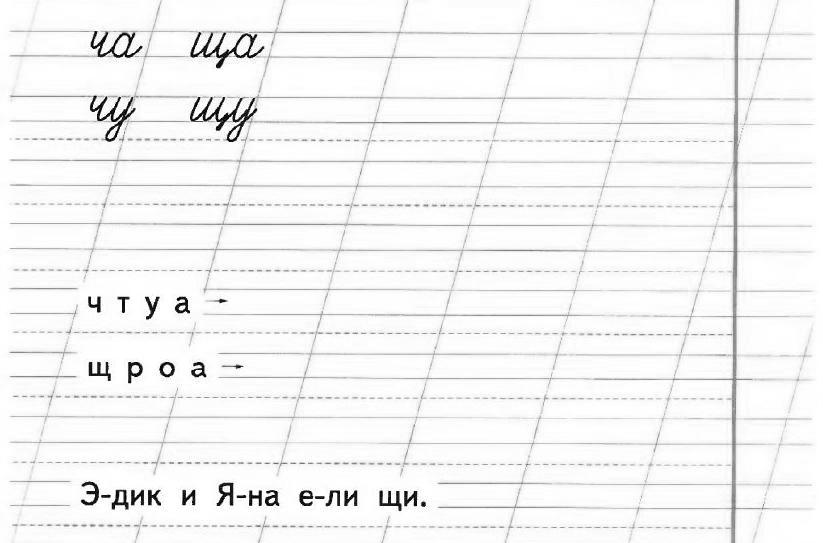 ча ща
чу щу
ч т у а →
щ р о а →
Э-дик и Я-на е-ли щи.